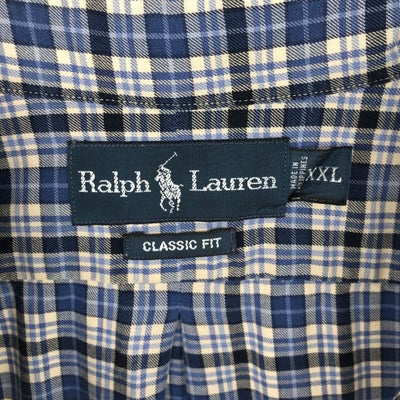 Ralph Lauren
MADE IN
PHILIPPINES
XXL
CLASSIC FIT